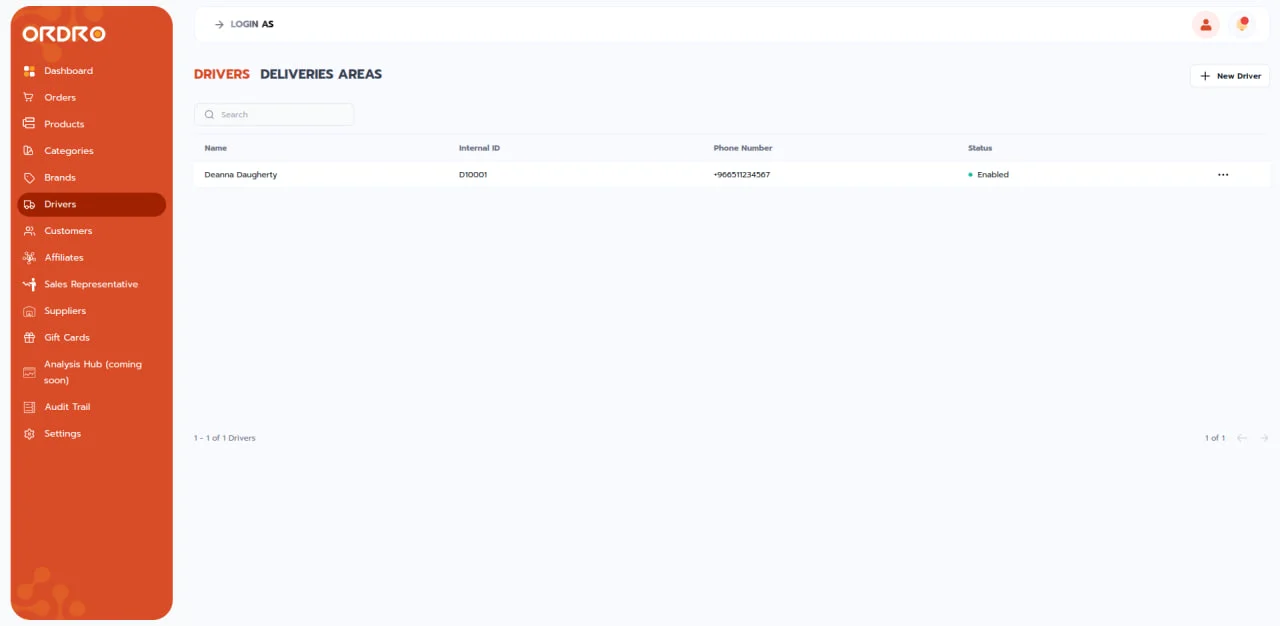 ORDRO
Dashboard
Orders
Products
Categories
Brands
Drivers
Customers
Affiliates
Sales Representative
Suppliers
Gift Cards
Analysis Hub (coming
soon)
Audit Trail
Settings
LOGIN AS
DRIVERS DELIVERIES AREAS
New Driver
Search
Name Internal ID Phone Number Status
Deanna Daugherty D10001 +966511234567 Enabled
1 - 1 of 1 Drivers
1 of 1